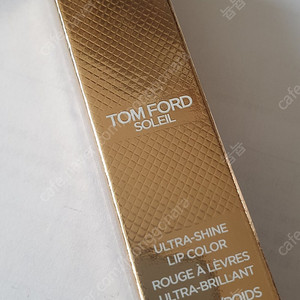 TOM FORD
SOLEIL
ULTRA-SHINE
LIP COLOR
ROUGE À LÈVRES
ULTRA-BRILLANT